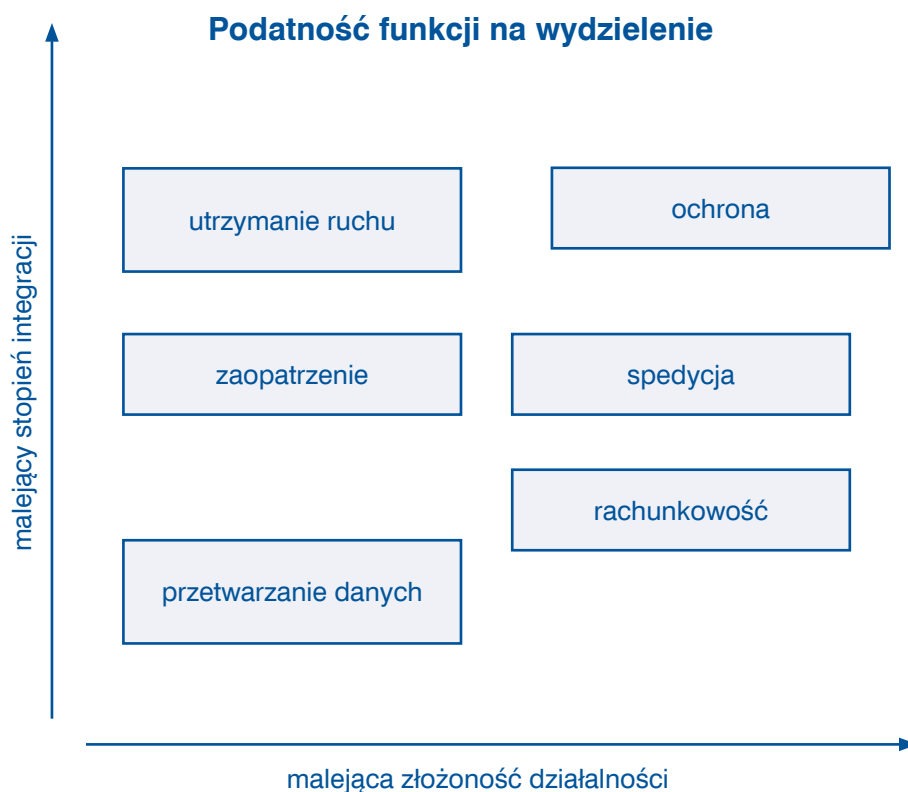 Podatność funkcji na wydzielenie
malejący stopień integracji
utrzymanie ruchu
ochrona
zaopatrzenie
spedycja
rachunkowość
przetwarzanie danych
malejąca złożoność działalności